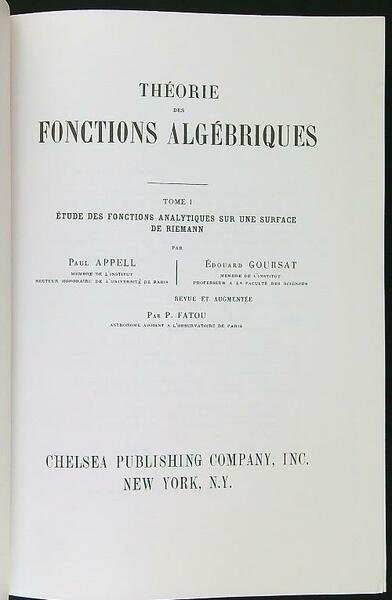 THÉORIE
DES
FONCTIONS ALGÉBRIQUES
TOME I
ÉTUDE DES FONCTIONS ANALYTIQUES SUR UNE SURFACE
DE RIEMANN
PAR
PAUL APPELL
MEMBRE DE L'INSTITUT
RECTEUR HONORAIRE DE L'UNIVERSITÉ DE PARIS
ÉDOUARD GOURSAT
MEMBRE DE L'INSTITUT
PROFESSEUR A LA FACULTÉ DES SCIENCES
REVUE ET AUGMENTÉE
PAR P. FATOU
ASTRONOME ADJOINT A L'OBSERVATOIRE DE PARIS
CHELSEA PUBLISHING COMPANY, INC.
NEW YORK, N.Y.